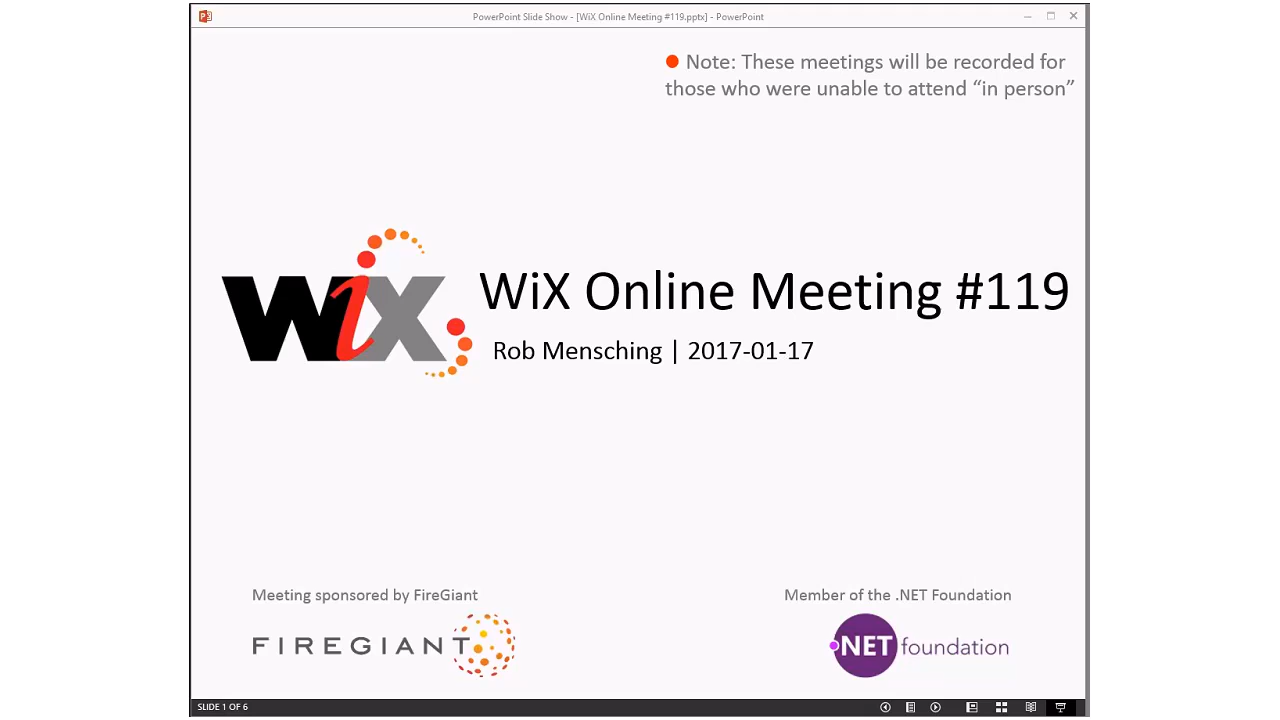 PowerPoint Slide Show - [WiX Online Meeting #119.pptx] - PowerPoint
Note: These meetings will be recorded for
those who were unable to attend “in person”
WiX
WiX Online Meeting #119
Rob Mensching | 2017-01-17
Meeting sponsored by FireGiant
FIREGIANT
Member of the .NET Foundation
.NET foundation
SLIDE 1 OF 6